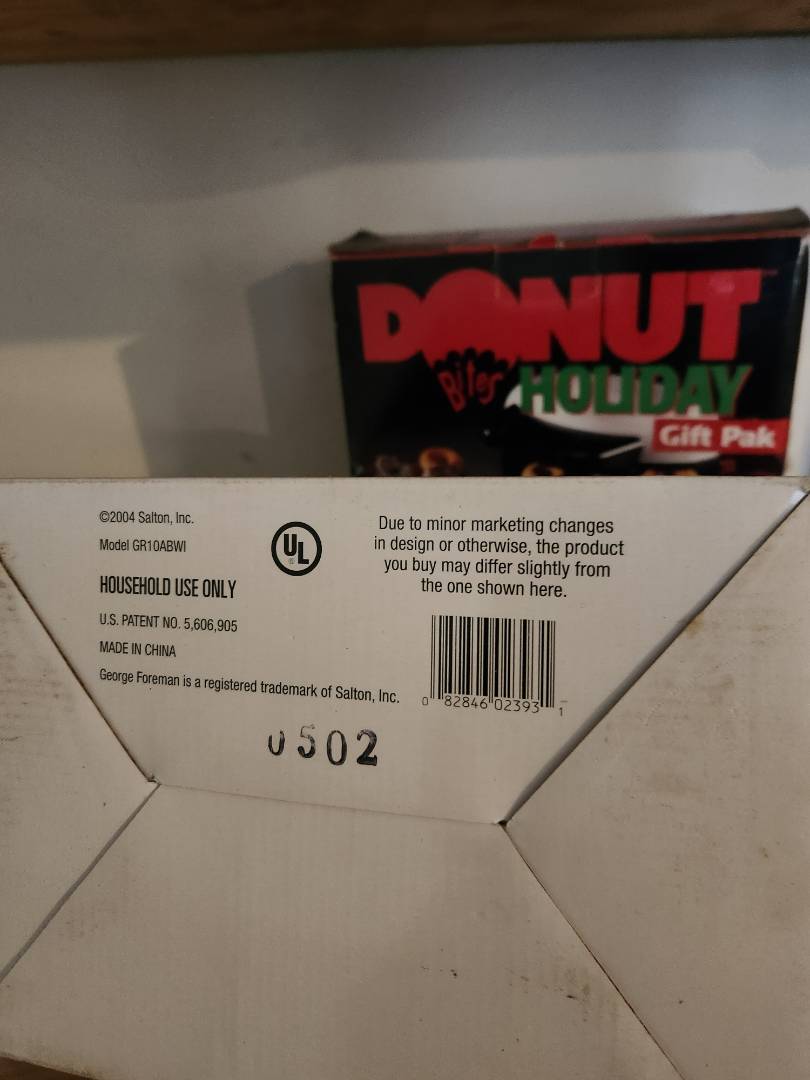 DONUT
Bites HOLIDAY
Gift Pak
©2004 Salton, Inc.
Model GR10ABWI
HOUSEHOLD USE ONLY
U.S. PATENT NO. 5,606,905
MADE IN CHINA
George Foreman is a registered trademark of Salton, Inc.
UL
®
Due to minor marketing changes
in design or otherwise, the product
you buy may differ slightly from
the one shown here.
0 82846 02393 1
0502